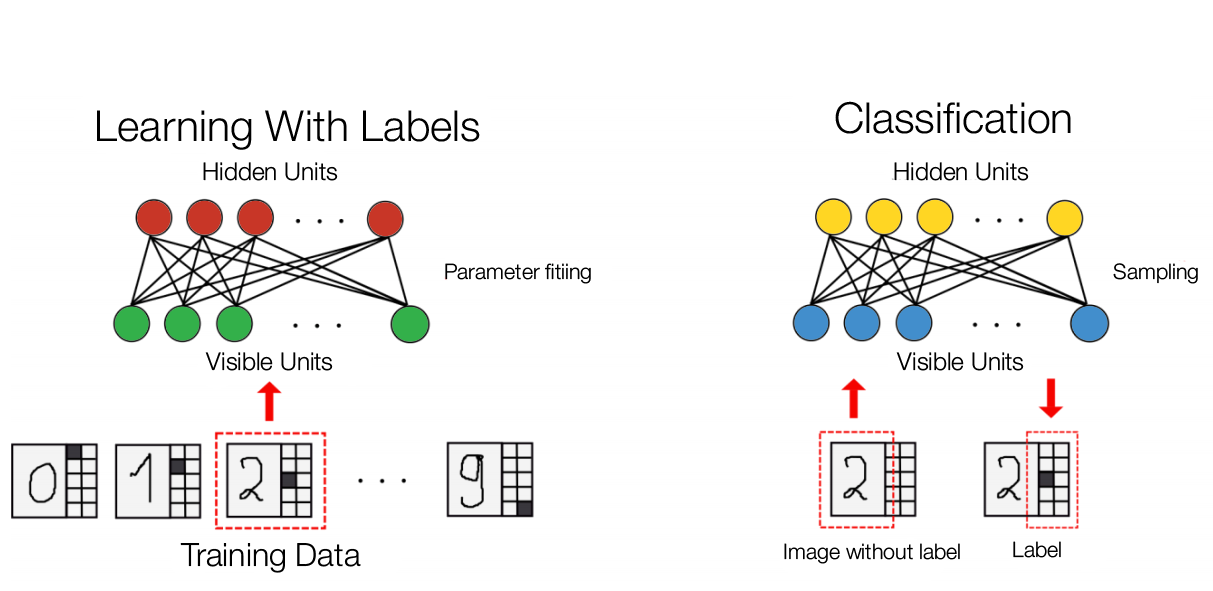 Learning With Labels
Hidden Units
. . .
Parameter fitiing
. . .
Visible Units
0 1 2 . . . 9
Training Data
Classification
Hidden Units
. . .
Sampling
. . .
Visible Units
2 2
Image without label
Label